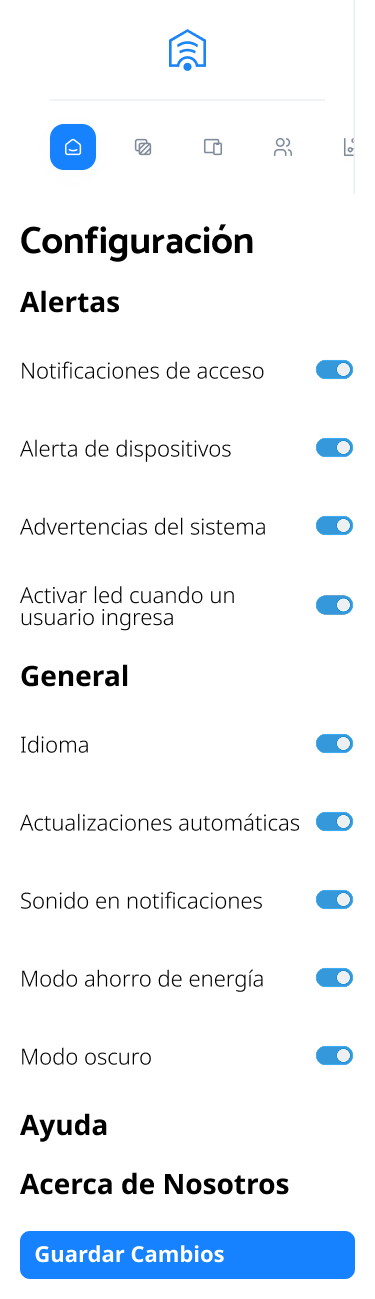 Configuración
Alertas
Notificaciones de acceso
Alerta de dispositivos
Advertencias del sistema
Activar led cuando un
usuario ingresa
General
Idioma
Actualizaciones automáticas
Sonido en notificaciones
Modo ahorro de energía
Modo oscuro
Ayuda
Acerca de Nosotros
Guardar Cambios